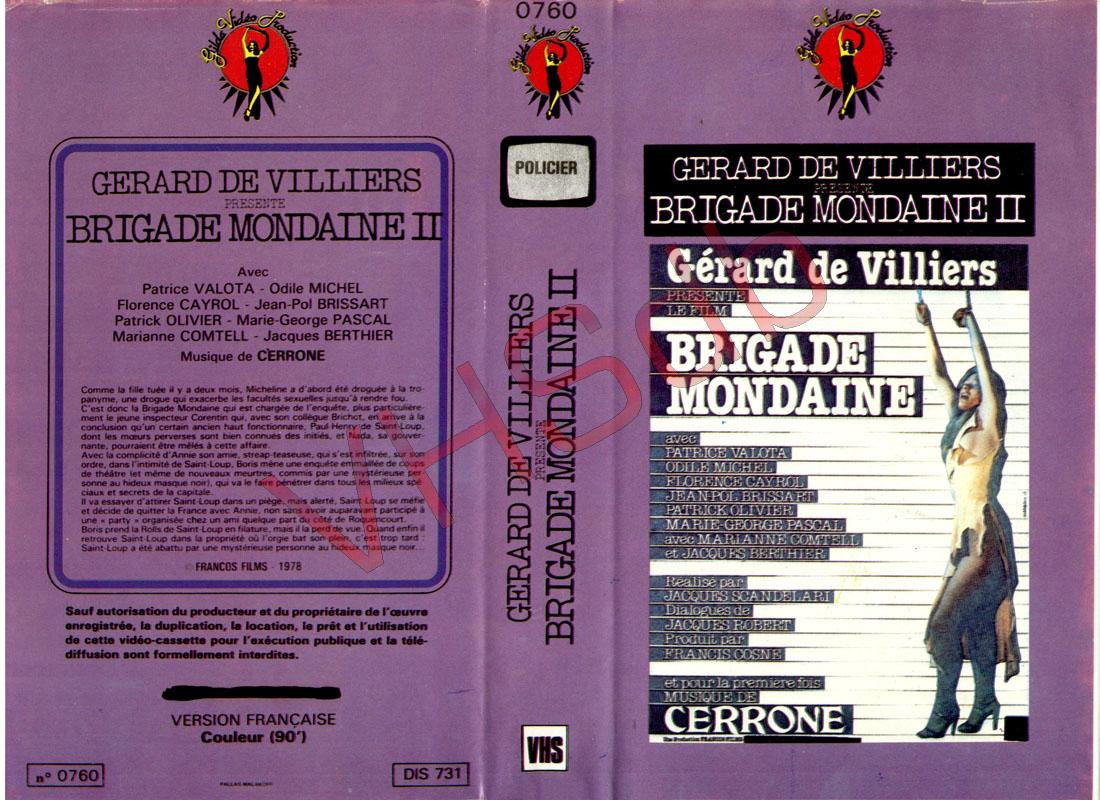 Gilda Vidéo Production
GERARD DE VILLIERS
PRESENTE
BRIGADE MONDAINE II
Avec
Patrice VALOTA - Odile MICHEL
Florence CAYROL - Jean-Pol BRISSART
Patrick OLIVIER - Marie-George PASCAL
Marianne COMTELL - Jacques BERTHIER
Musique de CERRONE
Comme la fille tuée il y a deux mois, Micheline a d'abord été droguée à la tro-
panyme, une drogue qui exacerbe les facultés sexuelles jusqu'à rendre fou.
C'est donc la Brigade Mondaine qui est chargée de l'enquête, plus particulière-
ment le jeune inspecteur Corentin qui, avec son collègue Brichot, en arrive à la
conclusion qu'un certain ancien haut fonctionnaire, Paul-Henry de Saint-Loup,
dont les mœurs perverses sont bien connues des initiés, et Nada, sa gouver-
nante, pourraient être mêlés à cette affaire.
Avec la complicité d'Annie son amie, streap-teaseuse, qui s'est infiltrée, sur son
ordre, dans l'intimité de Saint-Loup, Boris mène une enquête emmaillée de coups
de théâtre (et même de nouveaux meurtres, commis par une mystérieuse per-
sonne au hideux masque noir), qui va le faire pénétrer dans tous les milieux spé-
ciaux et secrets de la capitale.
Il va essayer d'attirer Saint-Loup dans un piège, mais alerté, Saint-Loup se méfie
et décide de quitter la France avec Annie, non sans avoir auparavant participé à
une « party » organisée chez un ami quelque part du côté de Roquencourt.
Boris prend la Rolls de Saint-Loup en filature, mais il la perd de vue. Quand enfin il
retrouve Saint-Loup dans la propriété où l'orgie bat son plein, c'est trop tard :
Saint-Loup a été abattu par une mystérieuse personne au hideux masque noir...
© FRANCOS FILMS - 1978
Sauf autorisation du producteur et du propriétaire de l'œuvre
enregistrée, la duplication, la location, le prêt et l'utilisation
de cette vidéo-cassette pour l'exécution publique et la télé-
diffusion sont formellement interdites.
VERSION FRANÇAISE
Couleur (90')
n° 0760
DIS 731
0760
Gilda Vidéo Production
POLICIER
GERARD DE VILLIERS
PRESENTE
BRIGADE MONDAINE II
VHS
Gilda Vidéo Production
GERARD DE VILLIERS
PRESENTE
BRIGADE MONDAINE II
Gérard de Villiers
PRESENTE
LE FILM
BRIGADE
MONDAINE
avec
PATRICE VALOTA
ODILE MICHEL
FLORENCE CAYROL
JEAN-POL BRISSART
PATRICK OLIVIER
MARIE-GEORGE PASCAL
avec MARIANNE COMTELL
et JACQUES BERTHIER
Réalisé par
JACQUES SCANDELARI
Dialogues de
JACQUES ROBERT
Produit par
FRANCIS COSNE
et pour la première fois
MUSIQUE DE
CERRONE
VHSdb